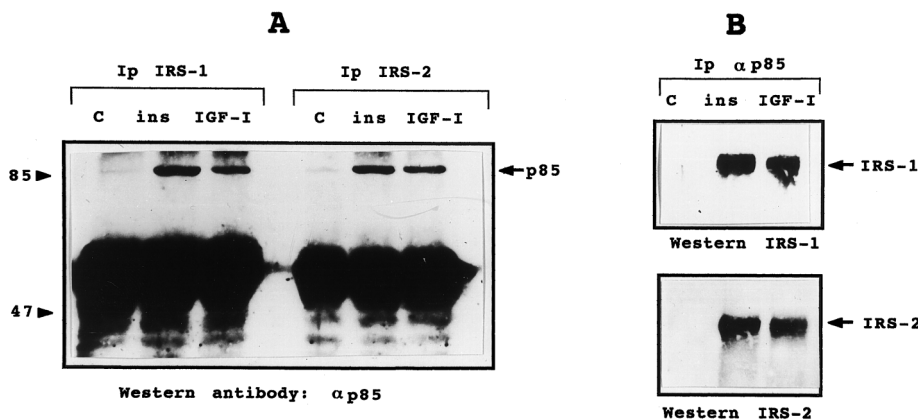 A
Ip IRS-1
Ip IRS-2
C ins IGF-I
C ins IGF-I
85
p85
47
Western antibody: αp85
B
Ip αp85
C ins IGF-I
IRS-1
Western IRS-1
IRS-2
Western IRS-2